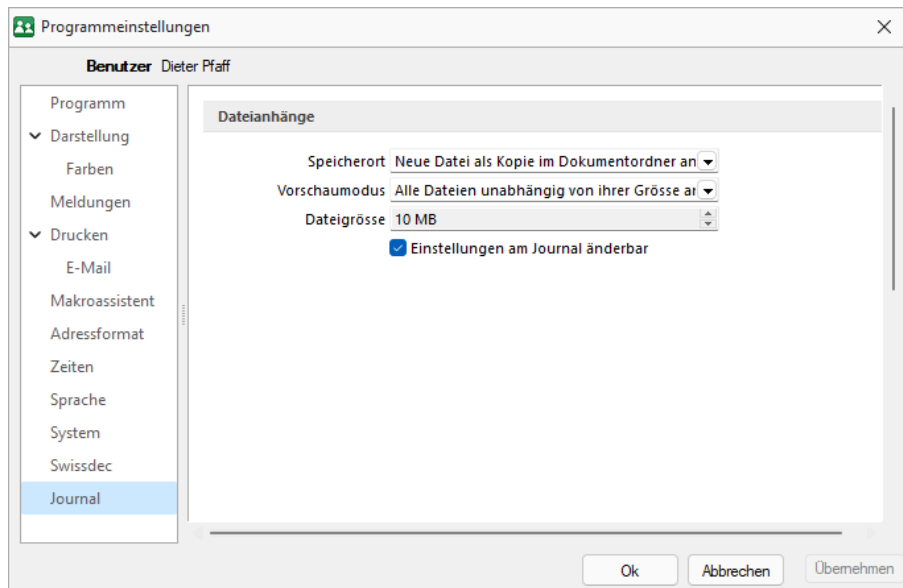 Programmeinstellungen
Benutzer Dieter Pfaff
Programm
Darstellung
Farben
Meldungen
Drucken
E-Mail
Makroassistent
Adressformat
Zeiten
Sprache
System
Swissdec
Journal
Dateianhänge
Speicherort Neue Datei als Kopie im Dokumentordner an
Vorschaumodus Alle Dateien unabhängig von ihrer Grösse ar
Dateigrösse 10 MB
Einstellungen am Journal änderbar
Ok Abbrechen Übernehmen